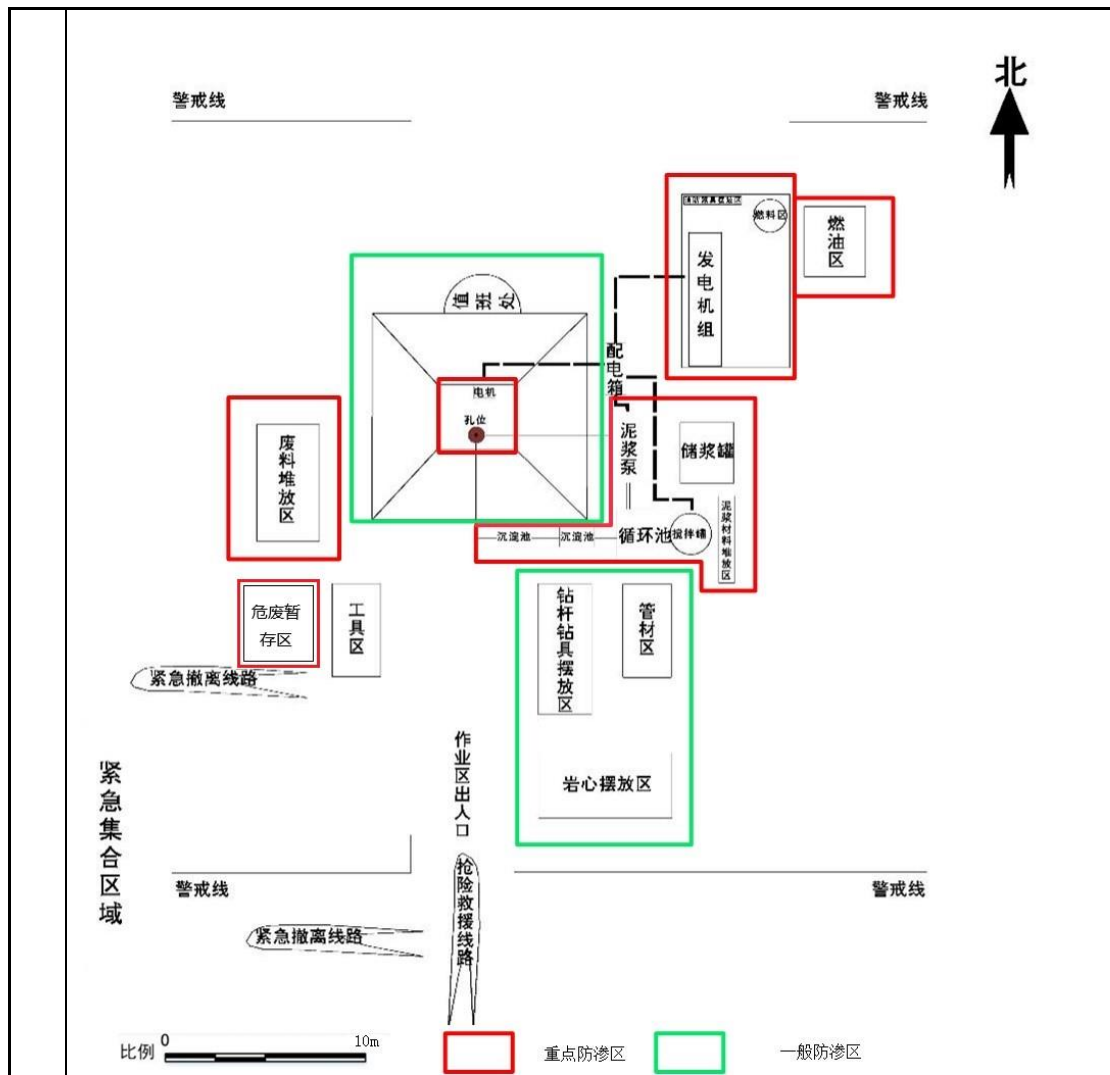 北
警戒线
警戒线
燃料区
燃油区
发电机组
值班处
配电箱
电机
孔位
泥浆泵
储浆罐
废料堆放区
沉淀池
沉淀池
循环池
搅拌罐
泥浆材料堆放区
危废暂存区
工具区
钻杆钻具摆放区
管材区
紧急撤离线路
作业区出入口
紧急集合区域
岩心摆放区
警戒线
抢险救援线路
警戒线
紧急撤离线路
比例
0
10m
重点防渗区
一般防渗区